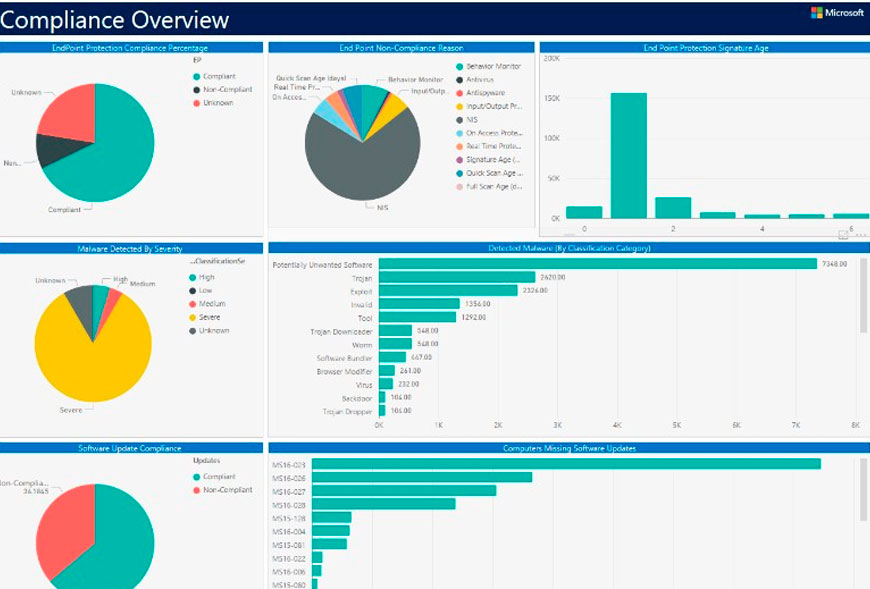 Compliance Overview
Microsoft
EndPoint Protection Compliance Percentage
EP
Compliant
Non-Compliant
Unknown
Unknown
Non...
Compliant
End Point Non-Compliance Reason
Quick Scan Age (days)
Real Time Pr...
On Acces...
Behavior Monitor
Input/Outp...
NIS
Behavior Monitor
Antivirus
Antispyware
Input/Output Pr...
NIS
On Access Prote...
Real Time Prote...
Signature Age (...
Quick Scan Age ...
Full Scan Age (d...
End Point Protection Signature Age
200K
150K
100K
50K
0K
0
2
4
6
Malware Detected By Severity
...ClassificationSe
High
Low
Medium
Severe
Unknown
Unknown
High
Medium
Severe
Detected Malware (By Classification Category)
Potentially Unwanted Software 7348.00
Trojan 2620.00
Exploit 2326.00
Invalid 1356.00
Tool 1292.00
Trojan Downloader 548.00
Worm 548.00
Software Bundler 447.00
Browser Modifier 261.00
Virus 232.00
Backdoor 104.00
Trojan Dropper 104.00
0K 1K 2K 3K 4K 5K 6K 7K 8K
Software Update Compliance
Updates
Compliant
Non-Compliant
on-Complia...
36.1845
Computers Missing Software Updates
MS16-023
MS16-026
MS16-027
MS16-028
MS15-128
MS16-004
MS15-081
MS16-022
MS16-006
MS15-080